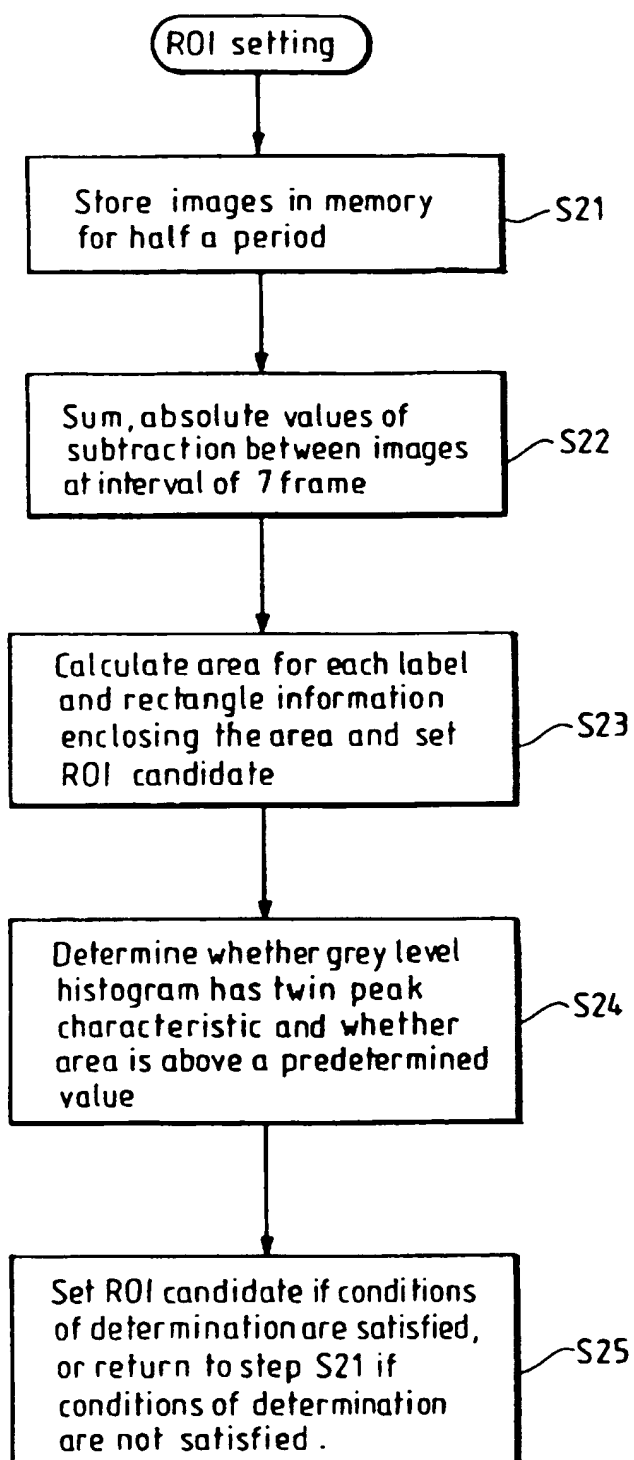 ROI setting
Store images in memory
for half a period
S21
Sum, absolute values of
subtraction between images
at interval of 7 frame
S22
Calculate area for each label
and rectangle information
enclosing the area and set
ROI candidate
S23
Determine whether grey level
histogram has twin peak
characteristic and whether
area is above a predetermined
value
S24
Set ROI candidate if conditions
of determination are satisfied,
or return to step S21 if
conditions of determination
are not satisfied .
S25